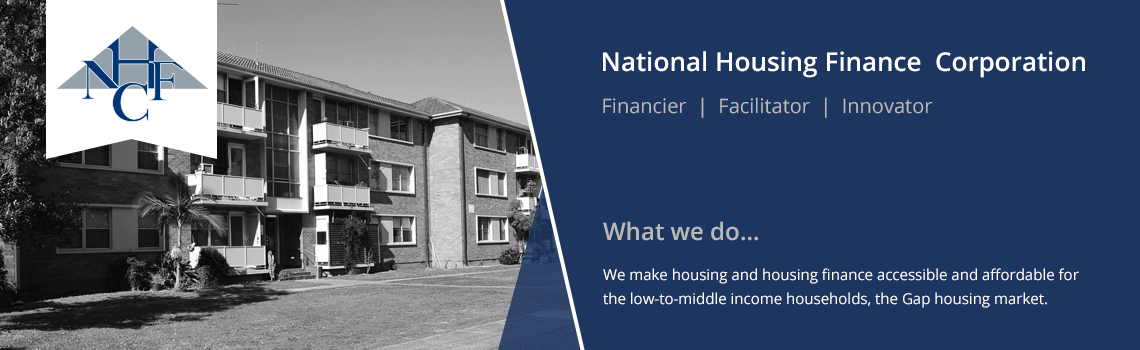 NHFC
National Housing Finance  Corporation
Financier | Facilitator | Innovator
What we do...
We make housing and housing finance accessible and affordable for
the low-to-middle income households, the Gap housing market.